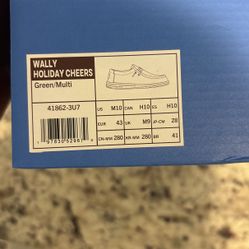 WALLY
HOLIDAY CHEERS
Green/Multi
41862-3U7
US M10 CAN H10 SS H10
EUR 43 UK M9 JP-CW 28
CN-MM 280 KR-MM 280 BR 41